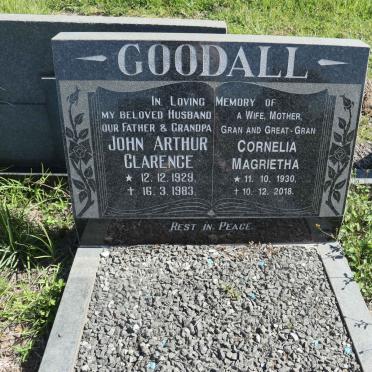 GOODALL
In Loving Memory of
my beloved Husband
our Father & Grandpa
John Arthur
Clarence
* 12.12.1929.
† 16.3.1983.
a Wife, Mother,
Gran and Great-Gran
Cornelia
Magrietha
* 11.10.1930.
† 10.12.2018.
Rest in Peace